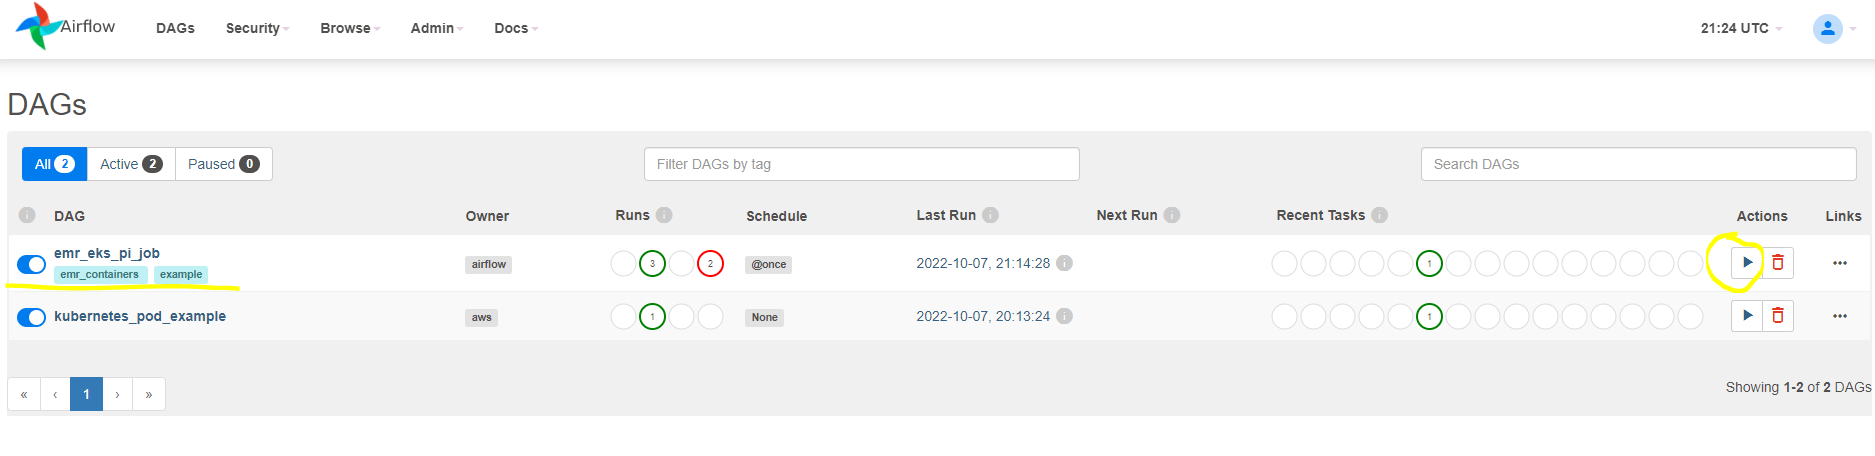 Airflow DAGs Security Browse Admin Docs 21:24 UTC
DAGs
All 2 Active 2 Paused 0 Filter DAGs by tag Search DAGs
i DAG Owner Runs i Schedule Last Run i Next Run i Recent Tasks i Actions Links
emr_eks_pi_job
airflow 3 2 @once 2022-10-07, 21:14:28 i 1
emr_containers example
kubernetes_pod_example aws 1 None 2022-10-07, 20:13:24 i 1
« ‹ 1 › » Showing 1-2 of 2 DAGs